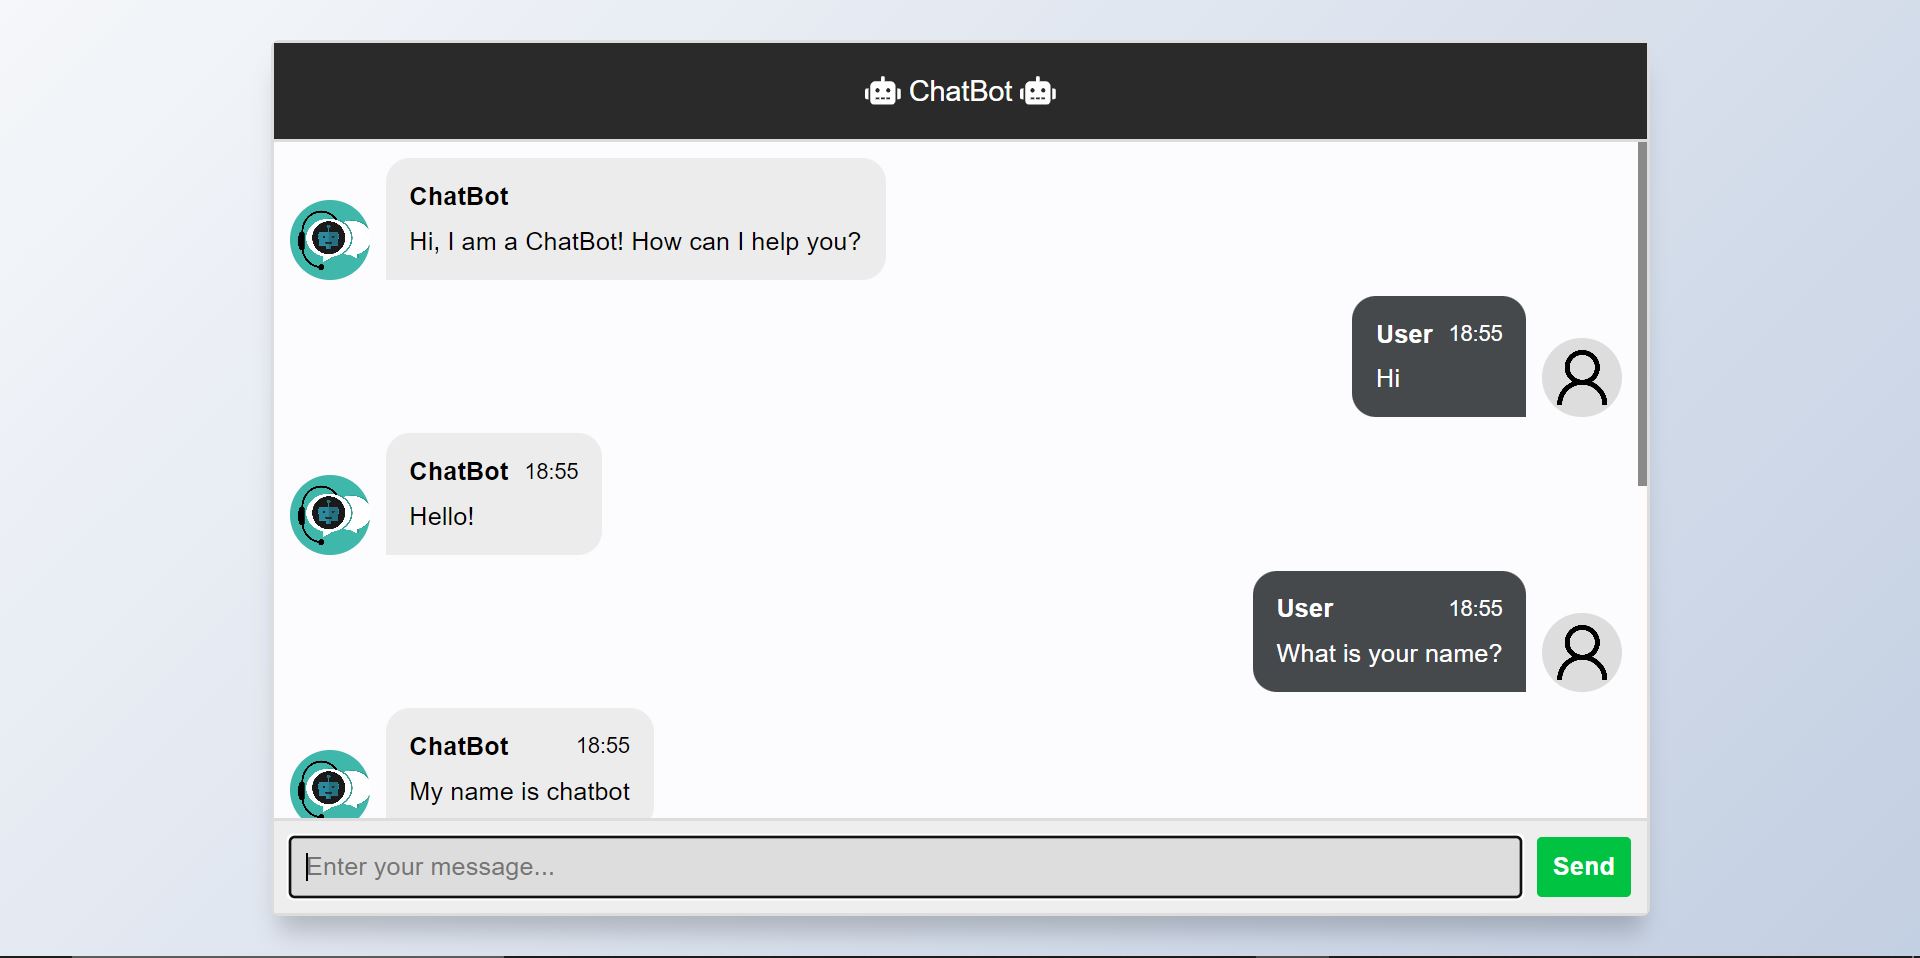 ChatBot
ChatBot
Hi, I am a ChatBot! How can I help you?
User 18:55
Hi
ChatBot 18:55
Hello!
User 18:55
What is your name?
ChatBot 18:55
My name is chatbot
Enter your message...
Send